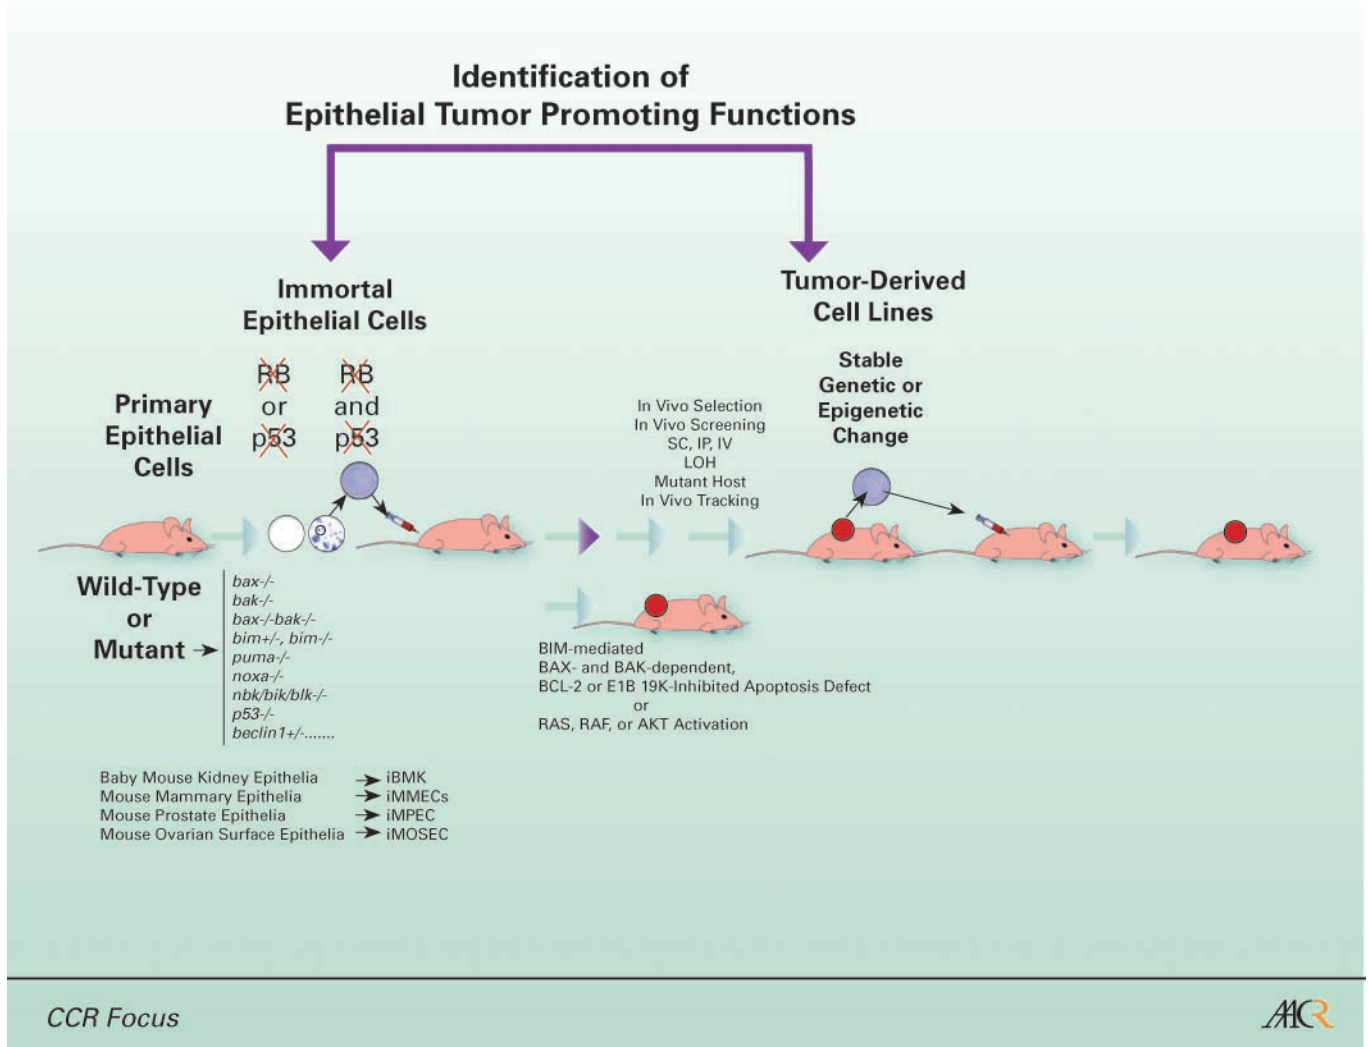 Identification of
Epithelial Tumor Promoting Functions
Immortal
Epithelial Cells
RB
or
p53
RB
and
p53
Primary
Epithelial
Cells
Wild-Type
or
Mutant
bax-/-
bak-/-
bax-/-bak-/-
bim+/-, bim-/-
puma-/-
noxa-/-
nbk/bik/blk-/-
p53-/-
beclin1+/-.......
Baby Mouse Kidney Epithelia iBMK
Mouse Mammary Epithelia iMMECs
Mouse Prostate Epithelia iMPEC
Mouse Ovarian Surface Epithelia iMOSEC
In Vivo Selection
In Vivo Screening
SC, IP, IV
LOH
Mutant Host
In Vivo Tracking
BIM-mediated
BAX- and BAK-dependent,
BCL-2 or E1B 19K-Inhibited Apoptosis Defect
or
RAS, RAF, or AKT Activation
Tumor-Derived
Cell Lines
Stable
Genetic or
Epigenetic
Change
CCR Focus
AACR